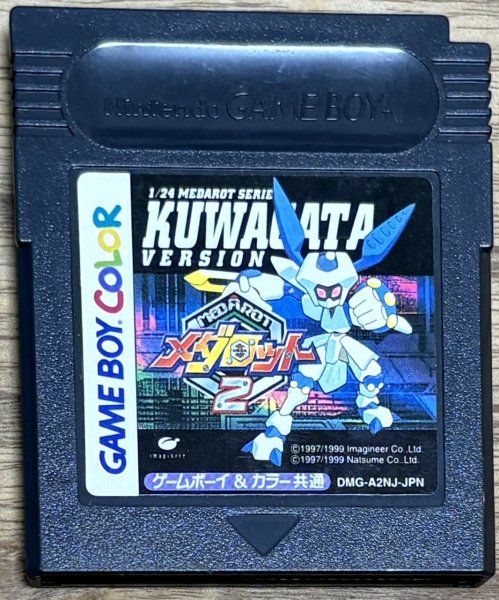 Nintendo GAME BOY
GAME BOY COLOR
1/24 MEDAROT SERIE
KUWAGATA
VERSION
MEDAROT
メダロット
2
imagineer
©1997/1999 Imagineer Co.,Ltd.
©1997/1999 Natsume Co.,Ltd.
ゲームボーイ&カラー共通
DMG-A2NJ-JPN